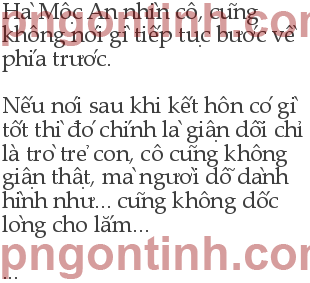 Hà Mộc An nhìn cô, cũng
pngontinh.com
không nói gì tiếp tục bước về
phía trước.
Nếu nói sau khi kết hôn có gì
tốt thì đó chính là giận dỗi chỉ
là trò trẻ con, cô cũng không
giận thật, mà người dỗ dành
hình như... cũng không dốc
lòng cho lắm...
pngontinh.com
...